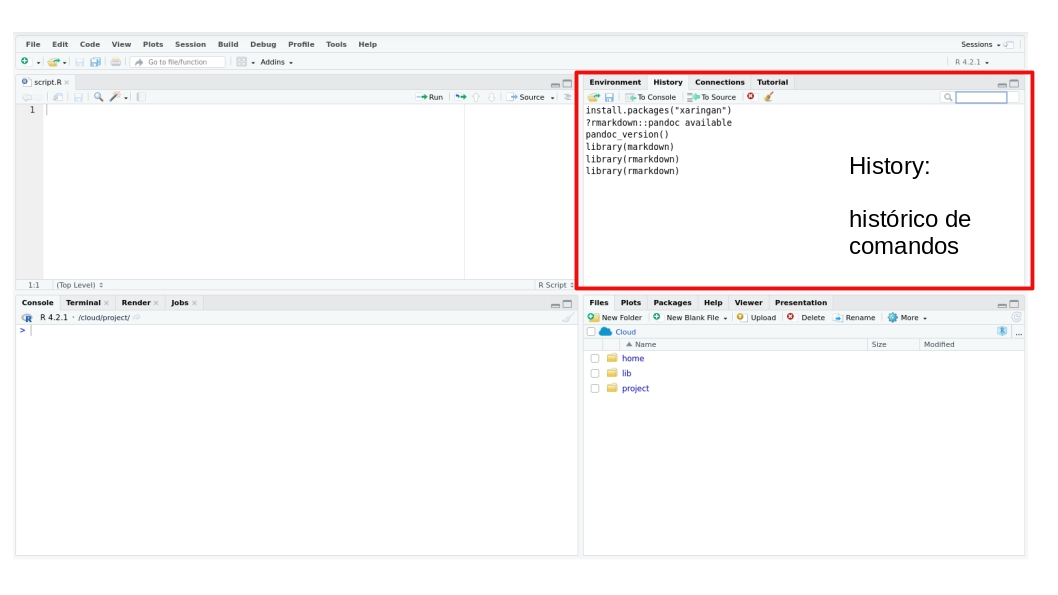 File Edit Code View Plots Session Build Debug Profile Tools Help
Sessions
Go to file/function
Addins
R 4.2.1
script.R
Run
Source
1
1:1 (Top Level)
R Script
Environment History Connections Tutorial
To Console To Source
install.packages("xaringan")
?rmarkdown::pandoc available
pandoc_version()
library(markdown)
library(rmarkdown)
library(rmarkdown)
History:
histórico de
comandos
Console Terminal Render Jobs
R 4.2.1 · /cloud/project/
>
Files Plots Packages Help Viewer Presentation
New Folder New Blank File Upload Delete Rename More
Cloud
...
Name Size Modified
home
lib
project